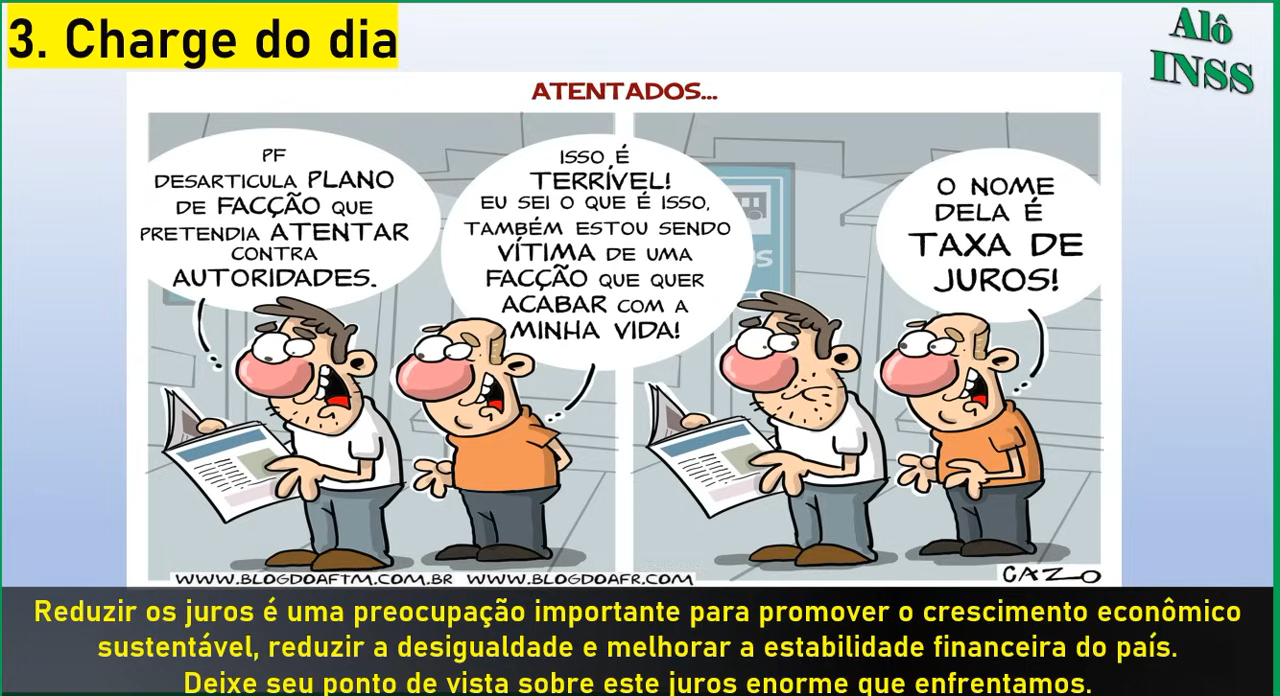 3. Charge do dia
Alô
INSS
ATENTADOS...
PF
DESARTICULA PLANO
DE FACÇÃO QUE
PRETENDIA ATENTAR
CONTRA
AUTORIDADES.
ISSO É
TERRÍVEL!
EU SEI O QUE É ISSO,
TAMBÉM ESTOU SENDO
VÍTIMA DE UMA
FACÇÃO QUE QUER
ACABAR COM A
MINHA VIDA!
O NOME
DELA É
TAXA DE
JUROS!
WWW.BLOGDOAFTM.COM.BR WWW.BLOGDOAFR.COM
CAZO
Reduzir os juros é uma preocupação importante para promover o crescimento econômico
sustentável, reduzir a desigualdade e melhorar a estabilidade financeira do país.
Deixe seu ponto de vista sobre este juros enorme que enfrentamos.